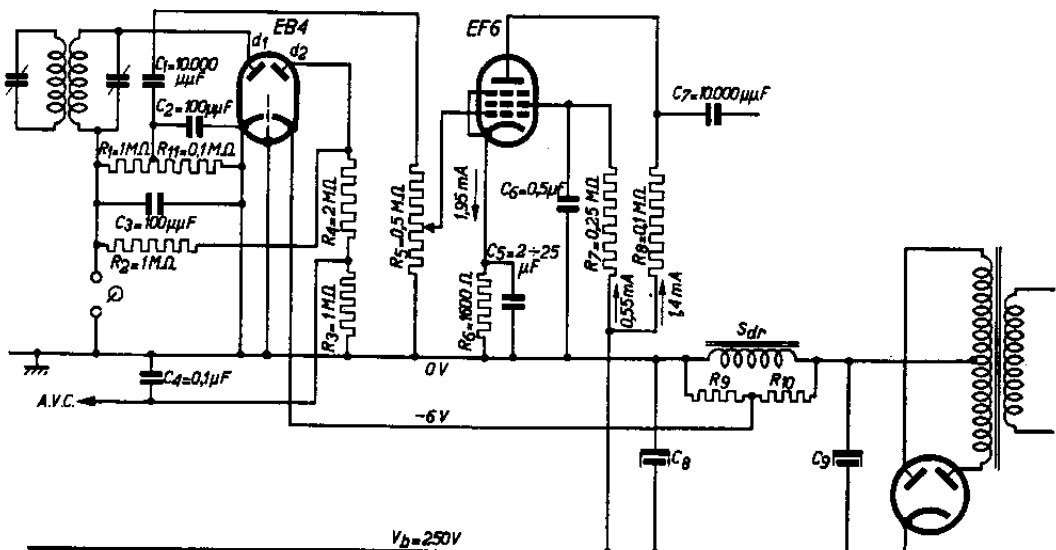 EB4
d1
d2
EF6
C1=10.000
μμF
C2=100μμF
C7=10.000μμF
R1=1MΩ
R11=0,1MΩ
C3=100μμF
R2=1MΩ
R4=2MΩ
R3=1MΩ
R5=0,5MΩ
1,95 mA
C5=2÷25
μF
R6=1600Ω
C6=0,5μF
R7=0,25MΩ
R8=0,1MΩ
0,55mA
1,4mA
Sdr
R9
R10
0V
C4=0,1μF
A.V.C.
-6V
C8
C9
Vb=250V